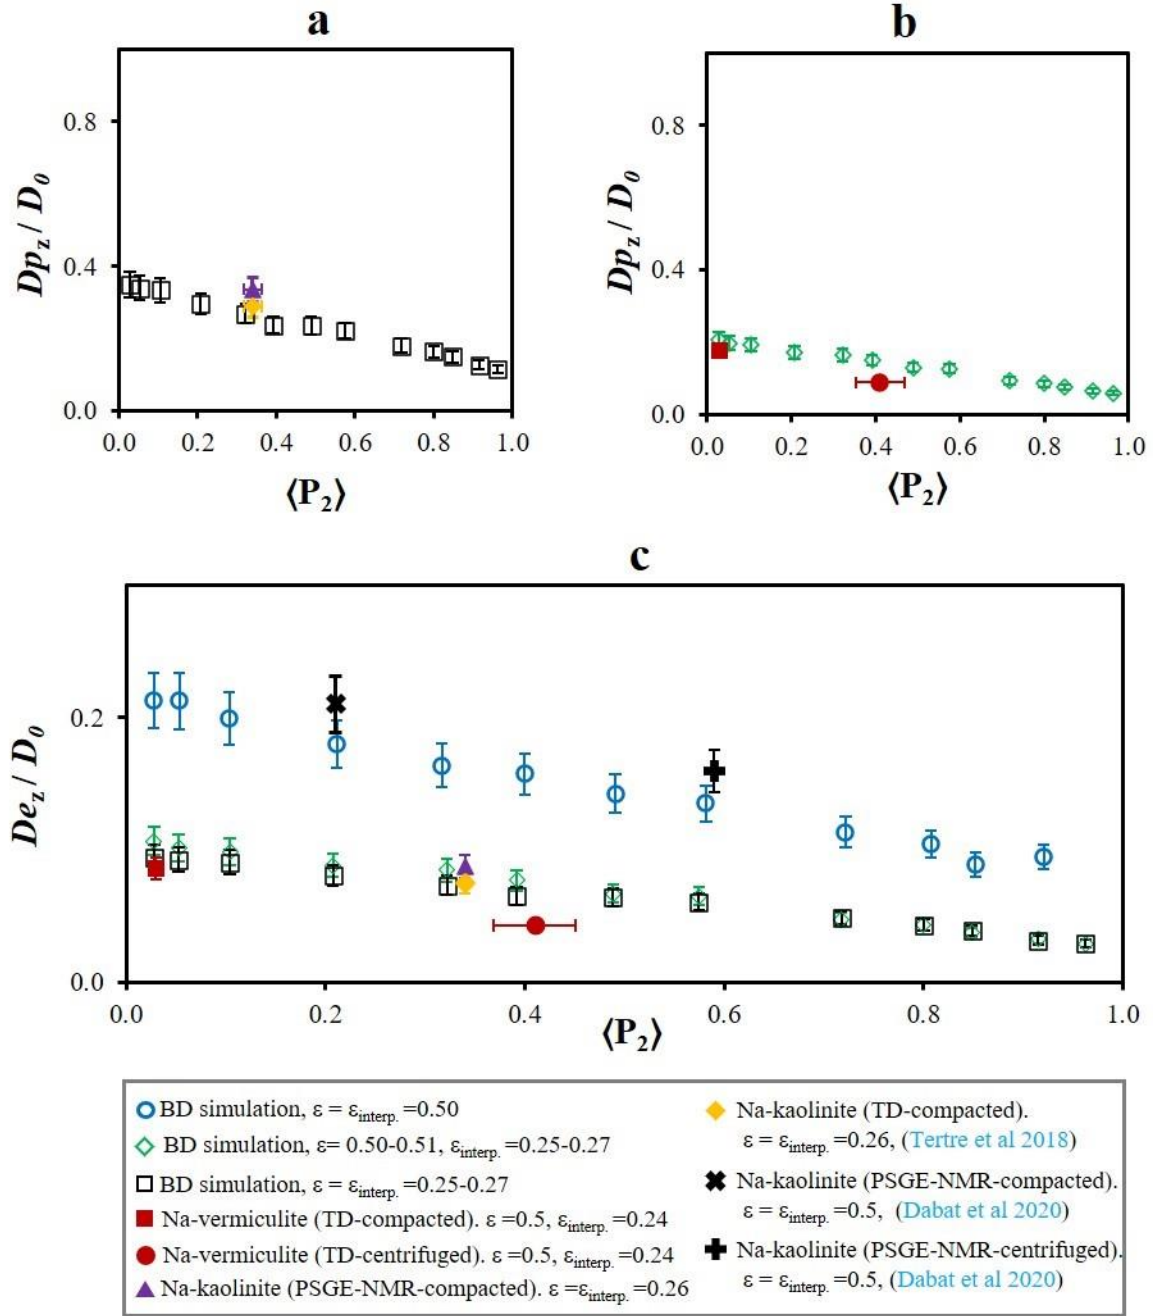 a
b
0.8
0.4
0.0
Dp_z / D_0
0.0 0.2 0.4 0.6 0.8 1.0
⟨P_2⟩
0.8
0.4
0.0
Dp_z / D_0
0.0 0.2 0.4 0.6 0.8 1.0
⟨P_2⟩
c
0.2
0.0
De_z / D_0
0.0 0.2 0.4 0.6 0.8 1.0
⟨P_2⟩
BD simulation, ε = ε_interp. =0.50
BD simulation, ε= 0.50-0.51, ε_interp. =0.25-0.27
BD simulation, ε = ε_interp. =0.25-0.27
Na-vermiculite (TD-compacted). ε =0.5, ε_interp. =0.24
Na-vermiculite (TD-centrifuged). ε =0.5, ε_interp. =0.24
Na-kaolinite (PSGE-NMR-compacted). ε =ε_interp. =0.26
Na-kaolinite (TD-compacted).
ε = ε_interp. =0.26, (Tertre et al 2018)
Na-kaolinite (PSGE-NMR-compacted).
ε = ε_interp. =0.5, (Dabat et al 2020)
Na-kaolinite (PSGE-NMR-centrifuged).
ε = ε_interp. =0.5, (Dabat et al 2020)